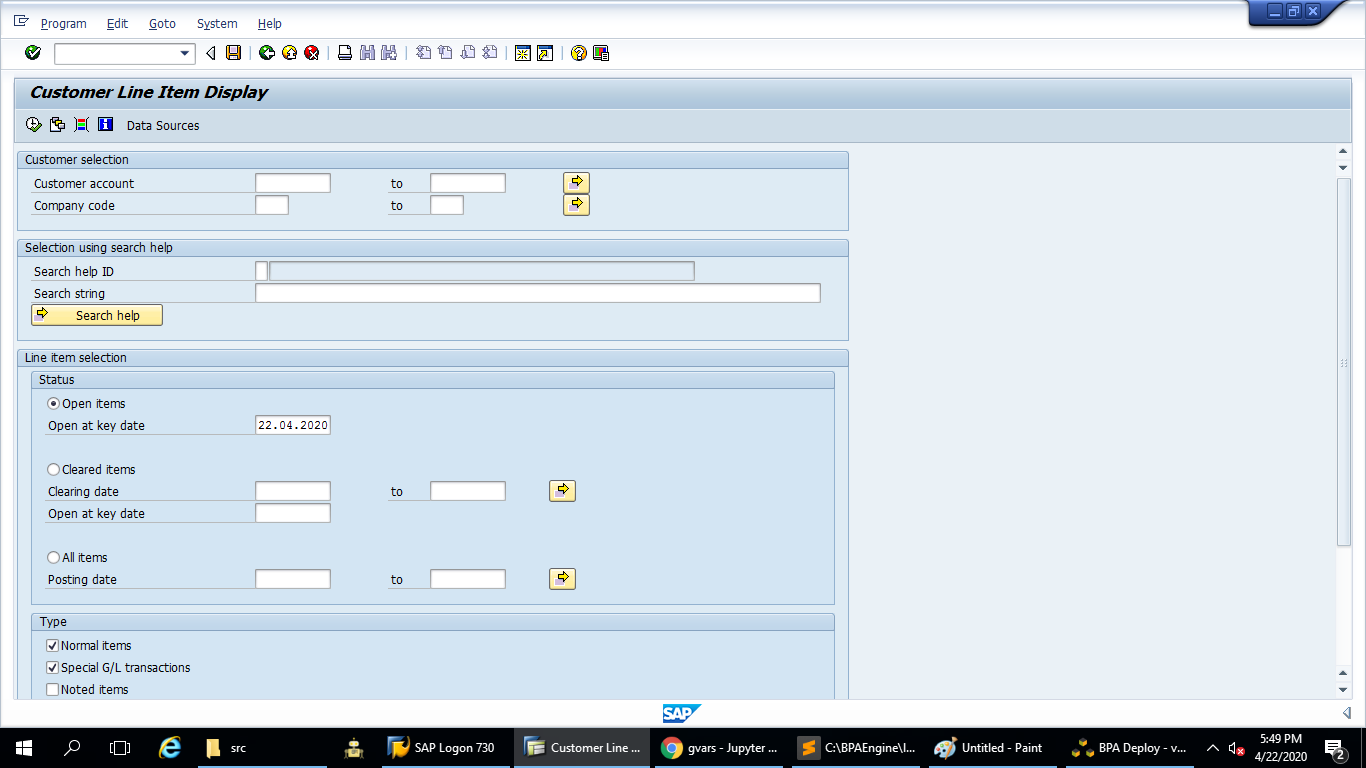 Program Edit Goto System Help
Customer Line Item Display
Data Sources
Customer selection
Customer account to
Company code to
Selection using search help
Search help ID
Search string
Search help
Line item selection
Status
Open items
Open at key date 22.04.2020
Cleared items
Clearing date to
Open at key date
All items
Posting date to
Type
Normal items
Special G/L transactions
Noted items
SAP
src SAP Logon 730 Customer Line ... gvars - Jupyter ... C:\BPAEngine\I... Untitled - Paint BPA Deploy - v... 5:49 PM
4/22/2020 2